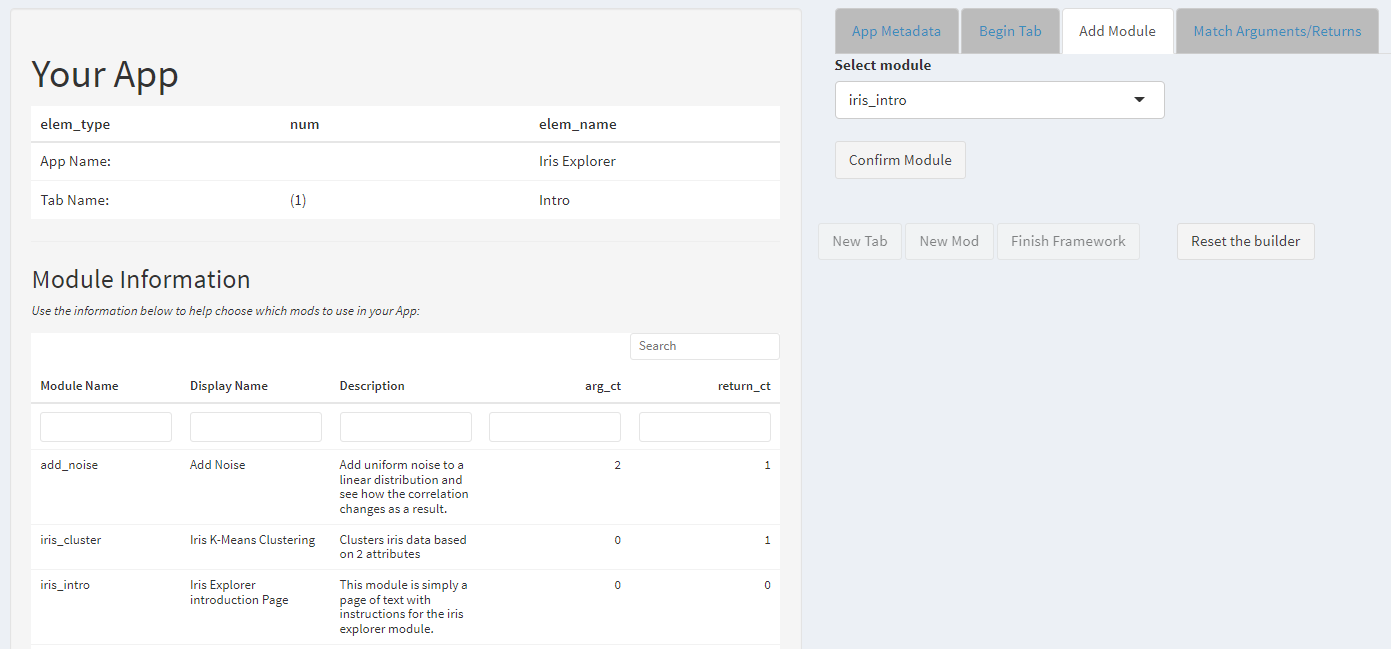 Your App
elem_type num elem_name
App Name: Iris Explorer
Tab Name: (1) Intro
Module Information
Use the information below to help choose which mods to use in your App:
Search
Module Name Display Name Description arg_ct return_ct
add_noise Add Noise Add uniform noise to a 2 1
linear distribution and
see how the correlation
changes as a result.
iris_cluster Iris K-Means Clustering Clusters iris data based 0 1
on 2 attributes
iris_intro Iris Explorer This module is simply a 0 0
introduction Page page of text with
instructions for the iris
explorer module.
App Metadata Begin Tab Add Module Match Arguments/Returns
Select module
iris_intro
Confirm Module
New Tab New Mod Finish Framework Reset the builder